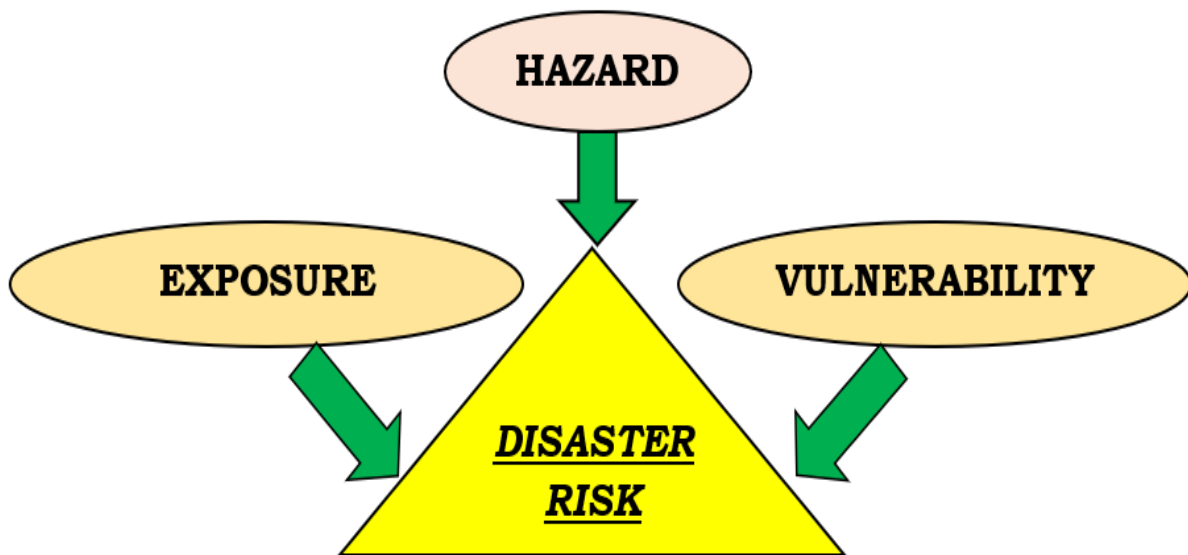 HAZARD
EXPOSURE
VULNERABILITY
DISASTER
RISK